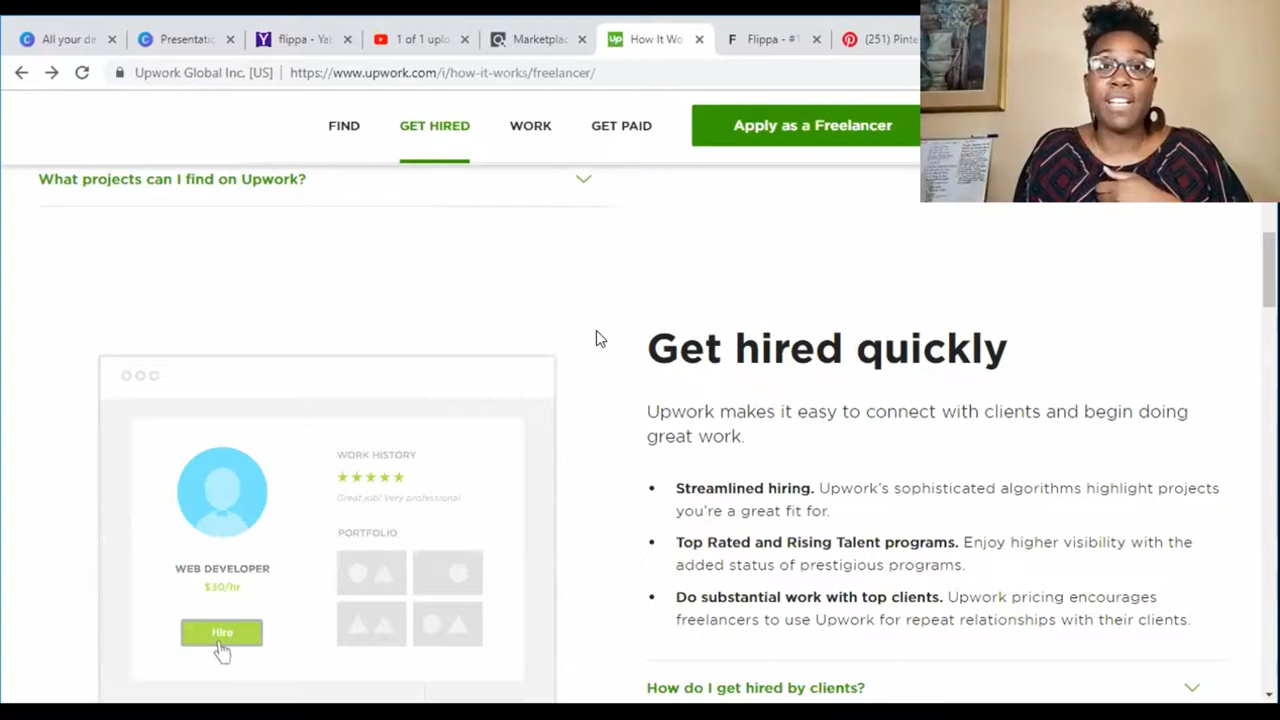 All your de
Presentatic
flippa - Yah
1 of 1 uplo
Marketplac
How It Wo
Flippa - #1
(251) Pinte
Upwork Global Inc. [US] https://www.upwork.com/i/how-it-works/freelancer/
FIND GET HIRED WORK GET PAID Apply as a Freelancer
What projects can I find on Upwork?
Get hired quickly
Upwork makes it easy to connect with clients and begin doing
great work.
• Streamlined hiring. Upwork's sophisticated algorithms highlight projects
you're a great fit for.
• Top Rated and Rising Talent programs. Enjoy higher visibility with the
added status of prestigious programs.
• Do substantial work with top clients. Upwork pricing encourages
freelancers to use Upwork for repeat relationships with their clients.
How do I get hired by clients?
WORK HISTORY
Great job! Very professional
PORTFOLIO
WEB DEVELOPER
$30/hr
Hire